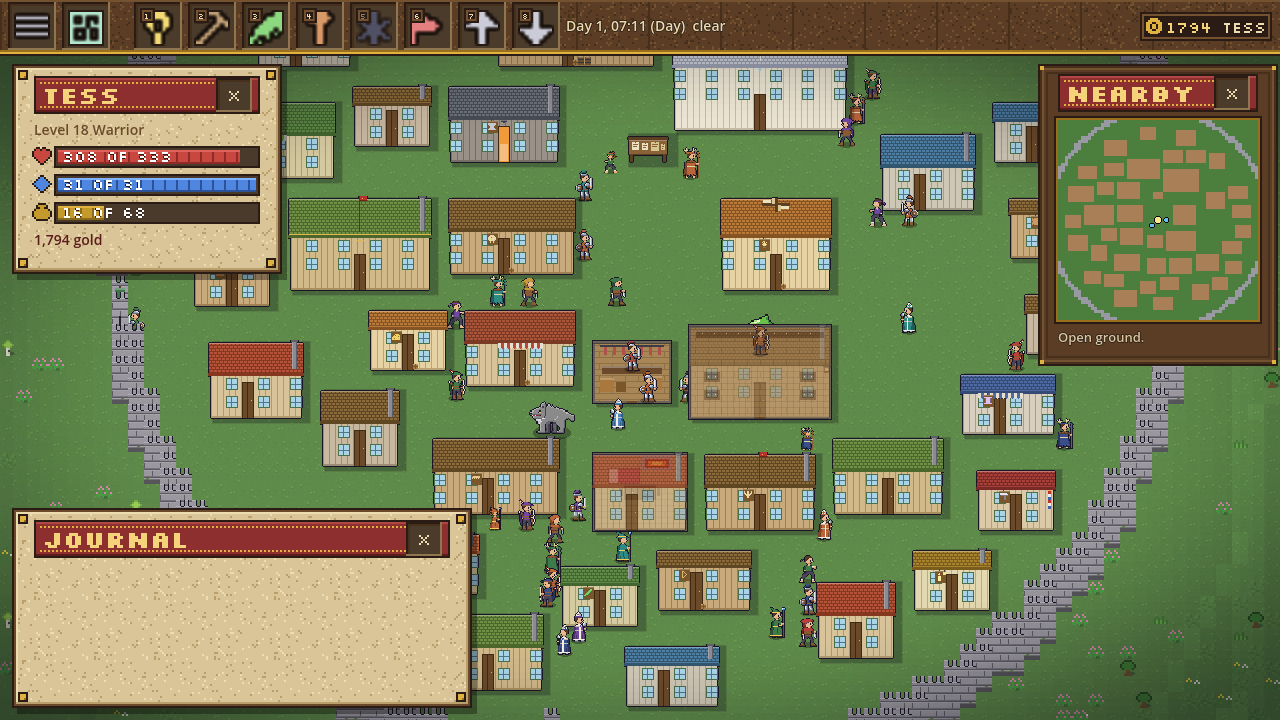 1
2
3
4
5
6
7
8
Day 1, 07:11 (Day) clear
1794 TESS
TESS
Level 18 Warrior
308 OF 333
31 OF 31
18 OF 68
1,794 gold
NEARBY
Open ground.
JOURNAL